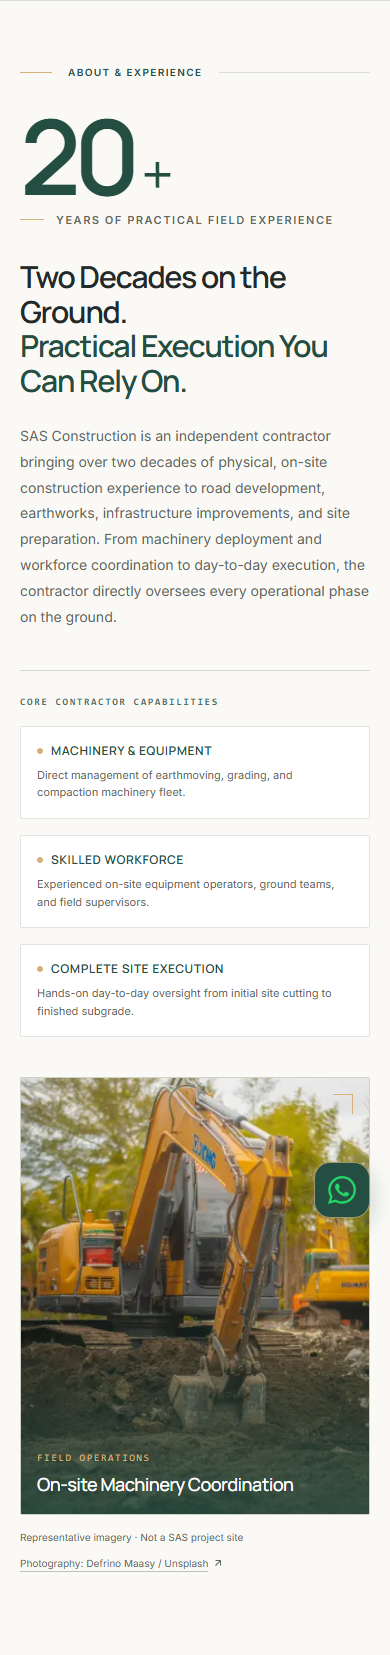 ABOUT & EXPERIENCE
20+
YEARS OF PRACTICAL FIELD EXPERIENCE
Two Decades on the
Ground.
Practical Execution You
Can Rely On.
SAS Construction is an independent contractor
bringing over two decades of physical, on-site
construction experience to road development,
earthworks, infrastructure improvements, and site
preparation. From machinery deployment and
workforce coordination to day-to-day execution, the
contractor directly oversees every operational phase
on the ground.
CORE CONTRACTOR CAPABILITIES
MACHINERY & EQUIPMENT
Direct management of earthmoving, grading, and
compaction machinery fleet.
SKILLED WORKFORCE
Experienced on-site equipment operators, ground teams,
and field supervisors.
COMPLETE SITE EXECUTION
Hands-on day-to-day oversight from initial site cutting to
finished subgrade.
FIELD OPERATIONS
On-site Machinery Coordination
Representative imagery · Not a SAS project site
Photography: Defrino Maasy / Unsplash ↗